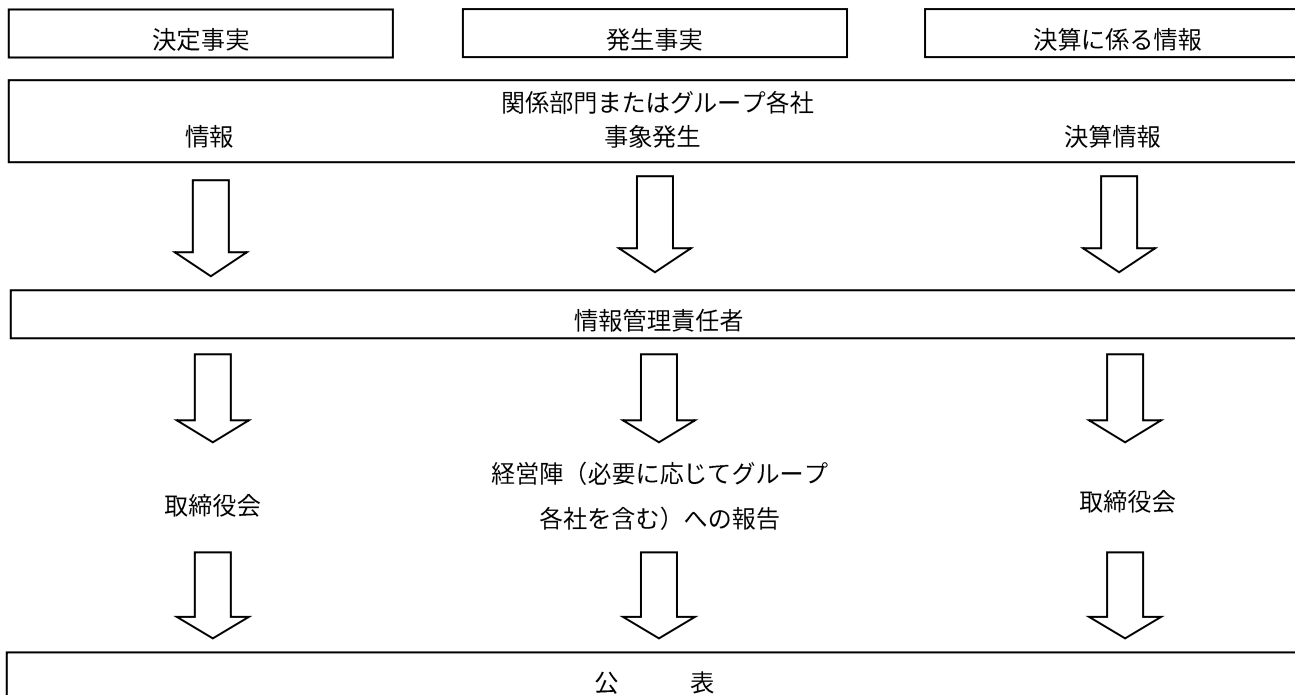 決定事実
発生事実
決算に係る情報
関係部門またはグループ各社
情報
事象発生
決算情報
情報管理責任者
取締役会
経営陣（必要に応じてグループ
各社を含む）への報告
取締役会
公　　　表